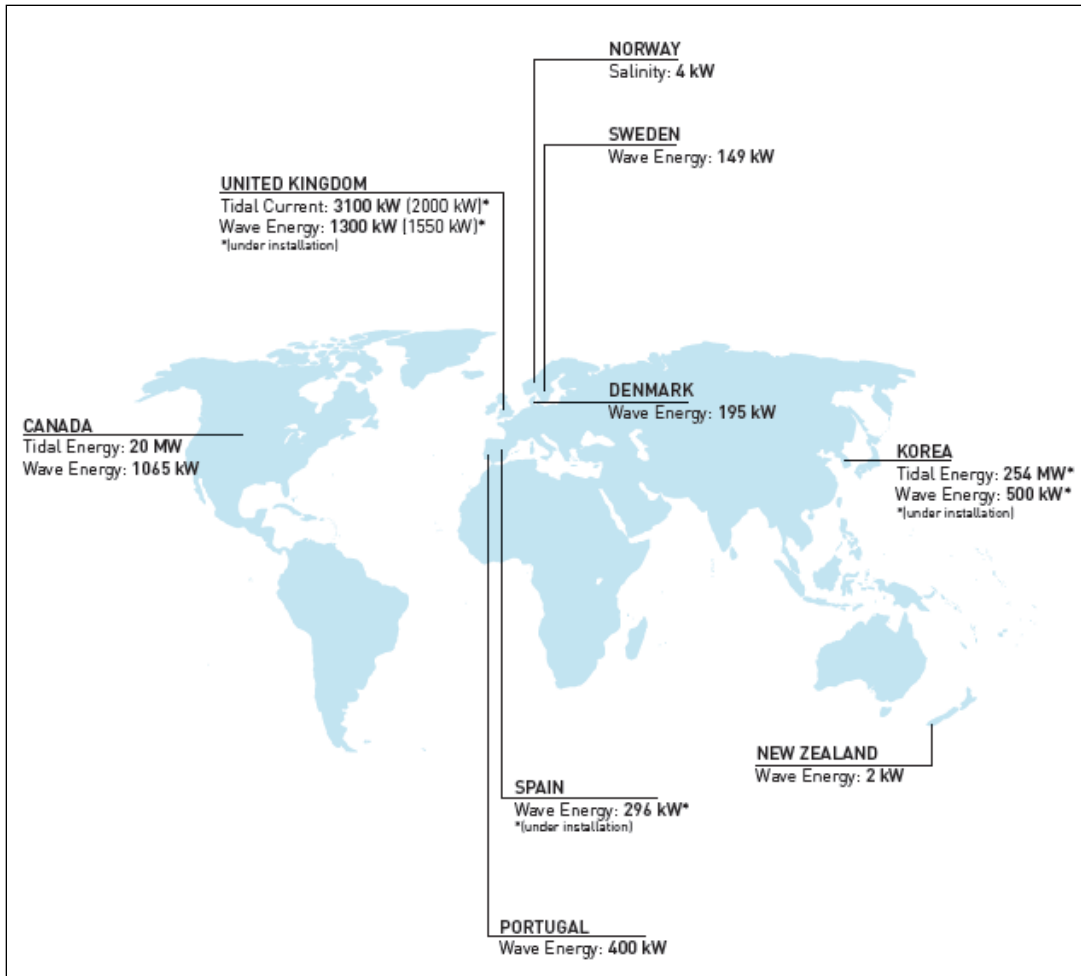 NORWAY
Salinity: 4 kW
SWEDEN
Wave Energy: 149 kW
UNITED KINGDOM
Tidal Current: 3100 kW (2000 kW)*
Wave Energy: 1300 kW (1550 kW)*
*(under installation)
DENMARK
Wave Energy: 195 kW
CANADA
Tidal Energy: 20 MW
Wave Energy: 1065 kW
KOREA
Tidal Energy: 254 MW*
Wave Energy: 500 kW*
*(under installation)
NEW ZEALAND
Wave Energy: 2 kW
SPAIN
Wave Energy: 296 kW*
*(under installation)
PORTUGAL
Wave Energy: 400 kW